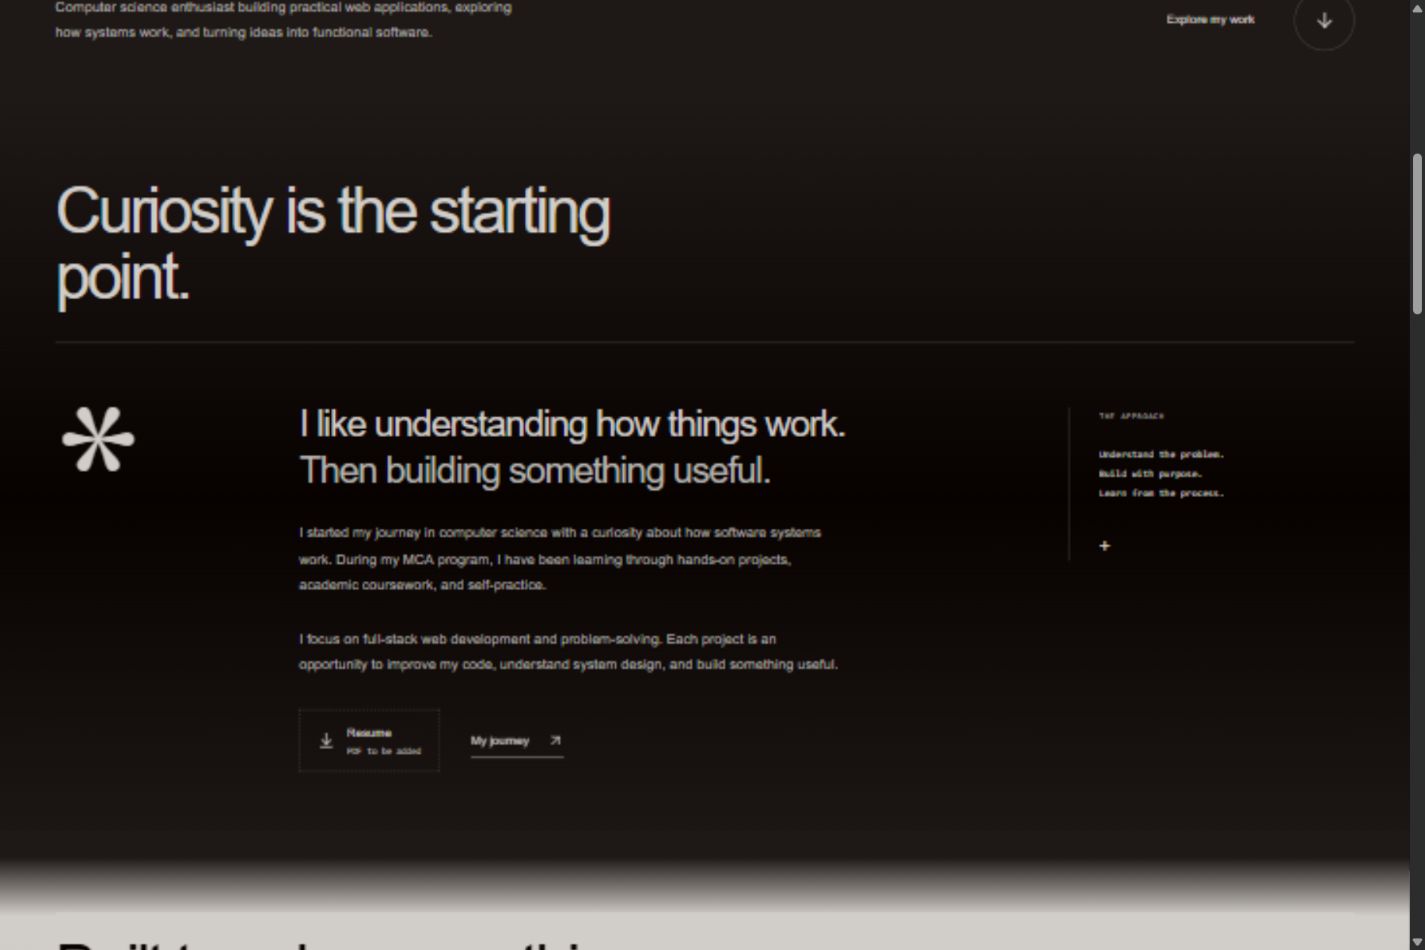 Computer science enthusiast building practical web applications, exploring
how systems work, and turning ideas into functional software.
Explore my work
Curiosity is the starting
point.
I like understanding how things work.
Then building something useful.
I started my journey in computer science with a curiosity about how software systems
work. During my MCA program, I have been learning through hands-on projects,
academic coursework, and self-practice.
I focus on full-stack web development and problem-solving. Each project is an
opportunity to improve my code, understand system design, and build something useful.
Resume
PDF to be added
My journey
THE APPROACH
Understand the problem.
Build with purpose.
Learn from the process.
+